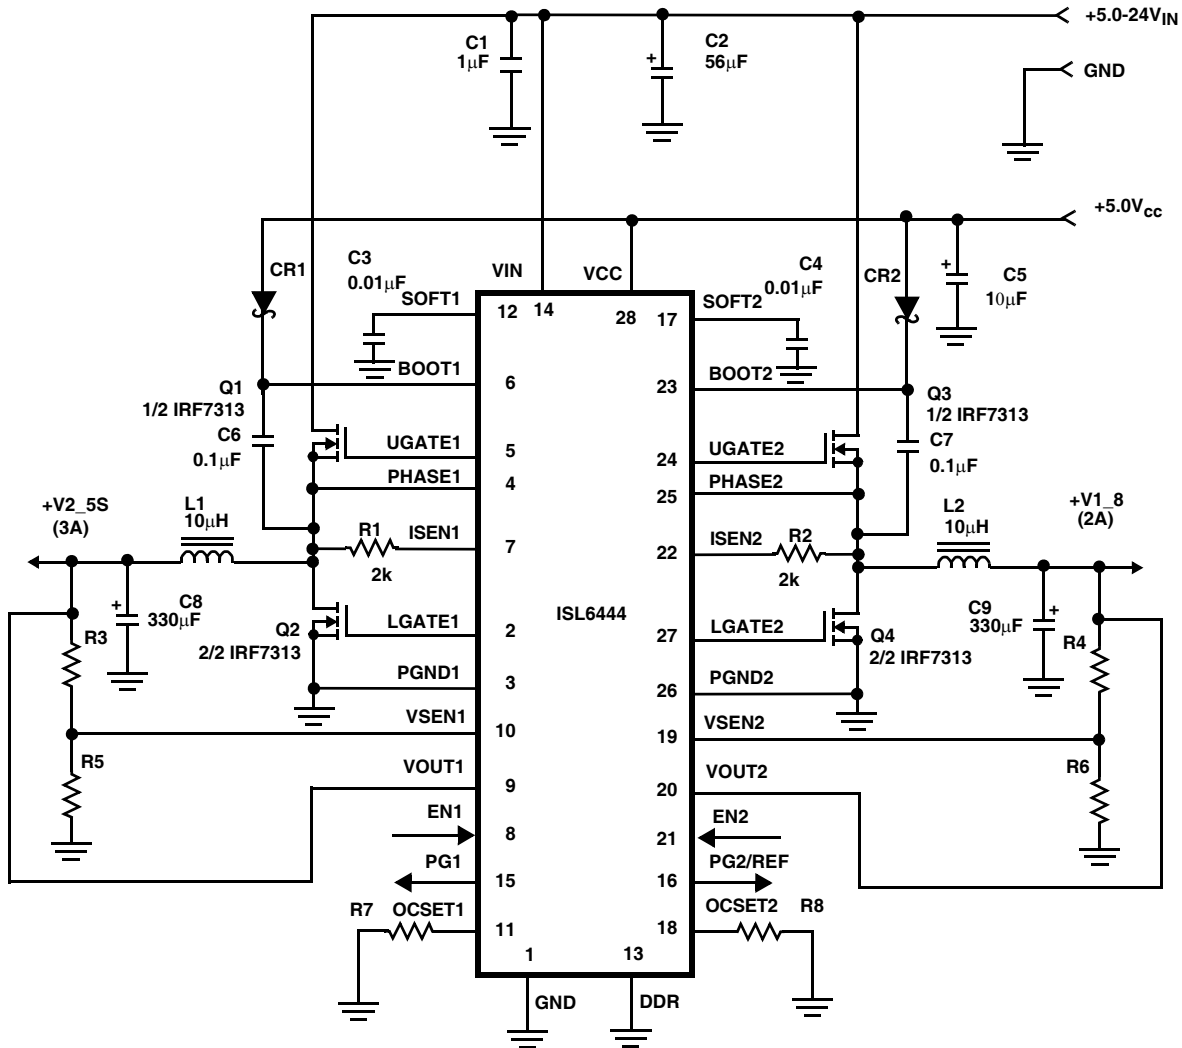 +5.0-24VIN
C1
1μF
C2
56μF
GND
+5.0Vcc
C3
0.01μF
VIN
VCC
C4
0.01μF
CR1
CR2
C5
10μF
SOFT1
12
14
28
17
SOFT2
BOOT1
6
23
BOOT2
Q1
1/2 IRF7313
Q3
1/2 IRF7313
C6
0.1μF
C7
0.1μF
UGATE1
5
24
UGATE2
PHASE1
4
25
PHASE2
+V2_5S
(3A)
L1
10μH
R1
2k
ISEN1
7
22
ISEN2
R2
2k
L2
10μH
+V1_8
(2A)
ISL6444
+
C8
330μF
R3
Q2
2/2 IRF7313
LGATE1
2
27
LGATE2
Q4
2/2 IRF7313
C9
330μF
+
R4
PGND1
3
26
PGND2
VSEN1
10
19
VSEN2
R5
R6
VOUT1
9
20
VOUT2
EN1
8
21
EN2
PG1
15
16
PG2/REF
R7
OCSET1
11
18
OCSET2
R8
1
13
GND
DDR
+
+